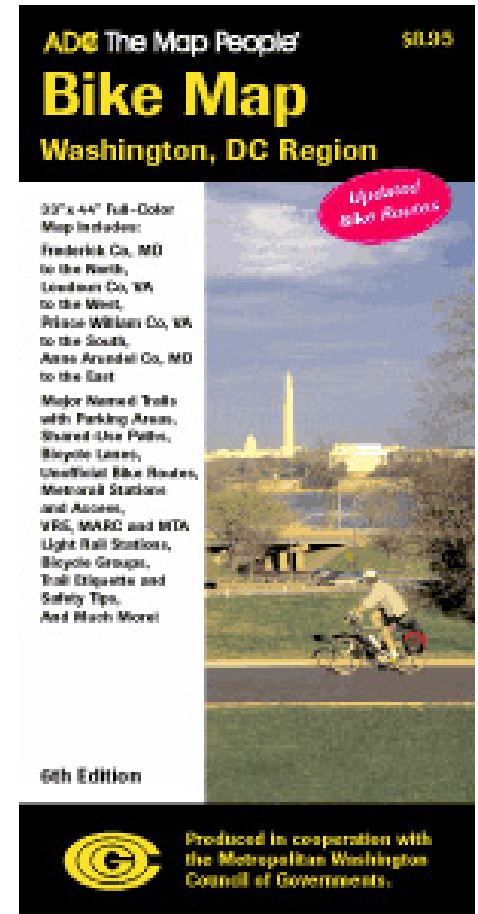 ADC The Map People®
$8.95
Bike Map
Washington, DC Region
Updated
Bike Routes
33"x 44" Full-Color
Map Includes:
Frederick Co, MD
to the North,
Loudoun Co, VA
to the West,
Prince William Co, VA
to the South,
Anne Arundel Co, MD
to the East
Major Named Trails
with Parking Areas,
Shared-Use Paths,
Bicycle Lanes,
Unofficial Bike Routes,
Metrorail Stations
and Access,
VRE, MARC and MTA
Light Rail Stations,
Bicycle Groups,
Trail Etiquette and
Safety Tips,
And Much More!
6th Edition
Produced in cooperation with
the Metropolitan Washington
Council of Governments.